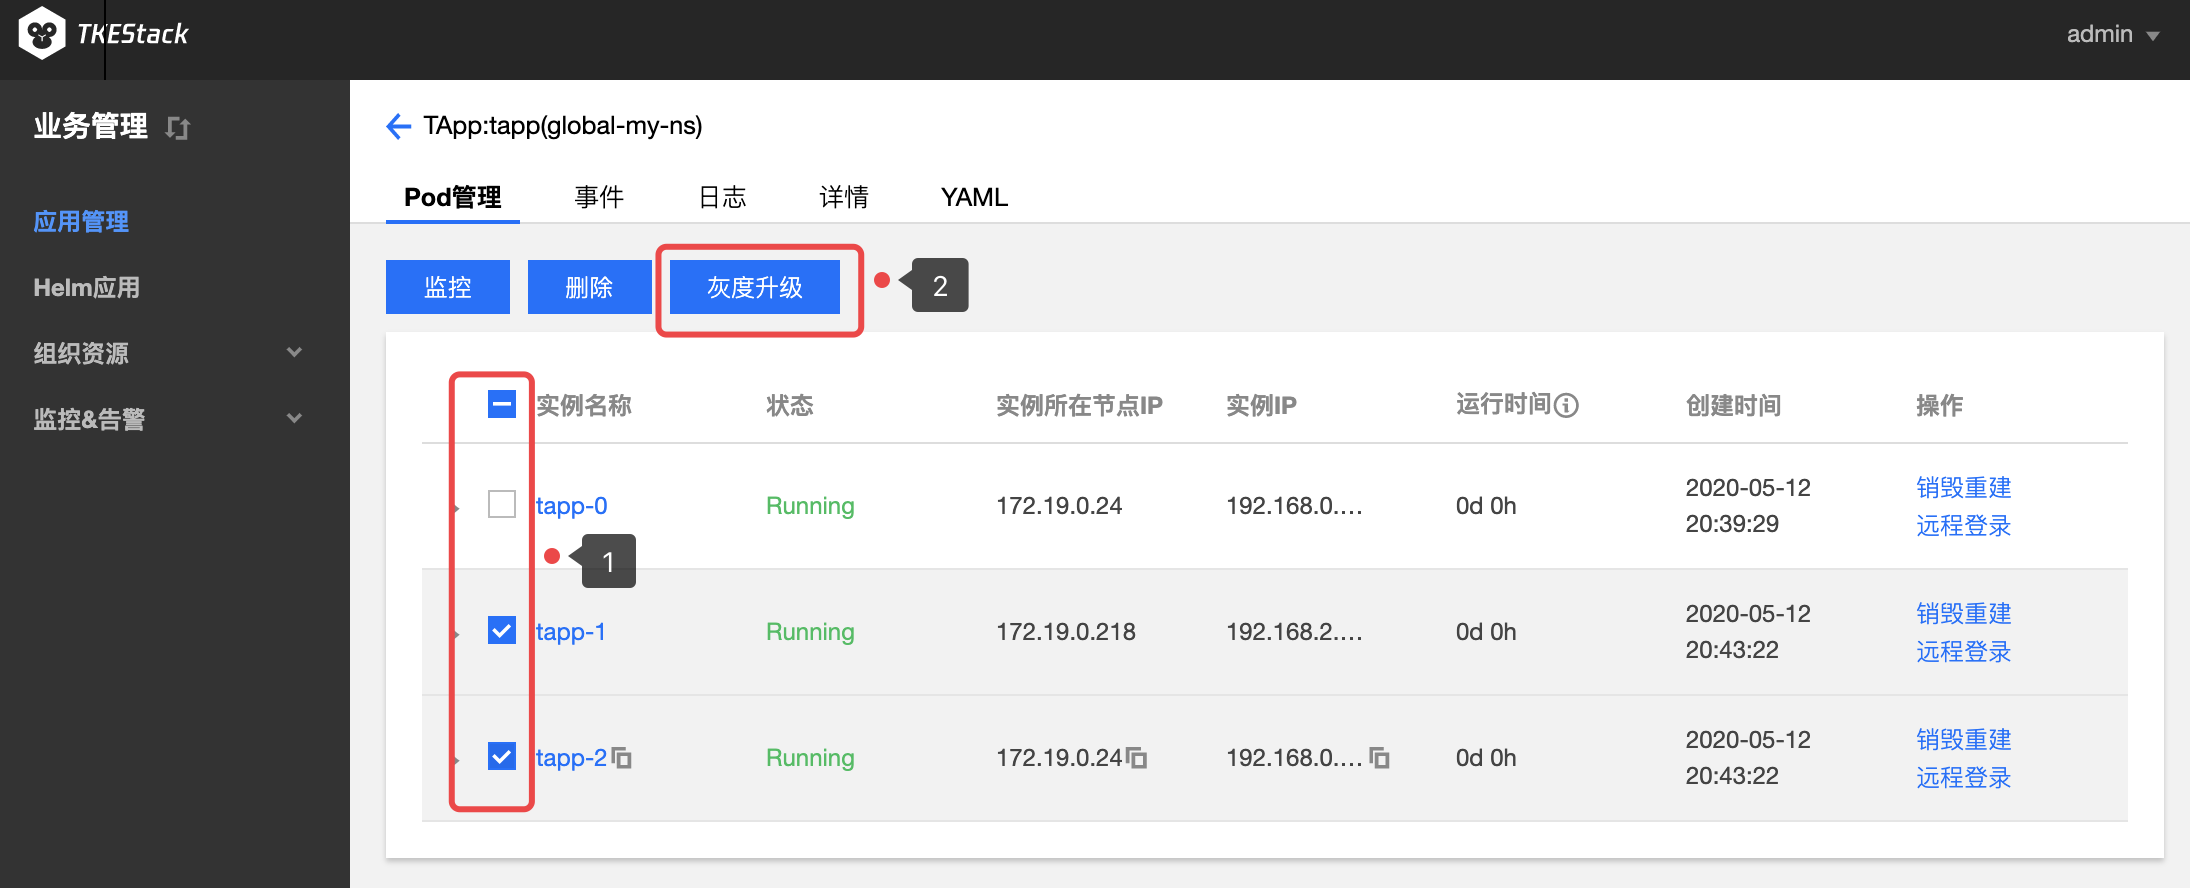 TKEStack
admin
业务管理
应用管理
Helm应用
组织资源
监控&告警
TApp:tapp(global-my-ns)
Pod管理 事件 日志 详情 YAML
监控 删除 灰度升级 2
实例名称 状态 实例所在节点IP 实例IP 运行时间 创建时间 操作
tapp-0 Running 172.19.0.24 192.168.0.... 0d 0h 2020-05-12 20:39:29 销毁重建 远程登录
1
tapp-1 Running 172.19.0.218 192.168.2.... 0d 0h 2020-05-12 20:43:22 销毁重建 远程登录
tapp-2 Running 172.19.0.24 192.168.0.... 0d 0h 2020-05-12 20:43:22 销毁重建 远程登录